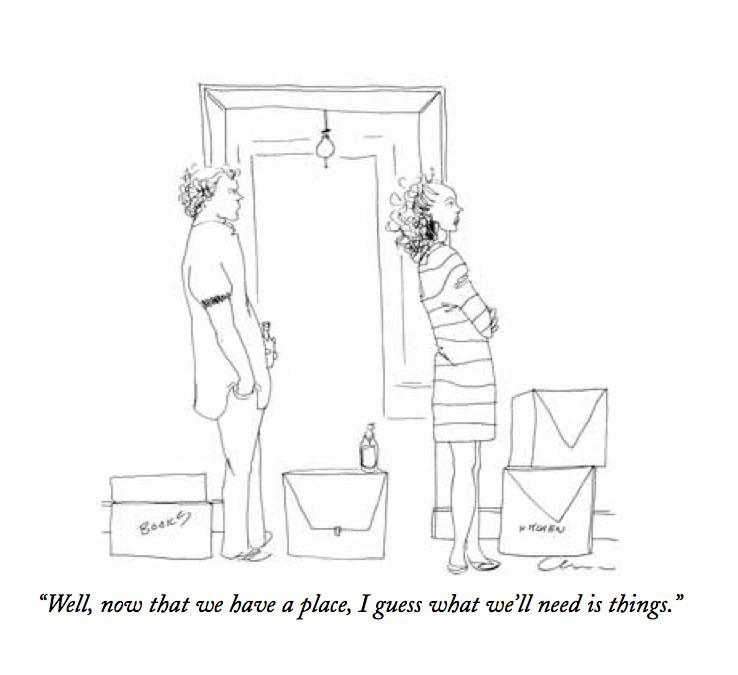 BOOKS
KITCHEN
“Well, now that we have a place, I guess what we’ll need is things.”